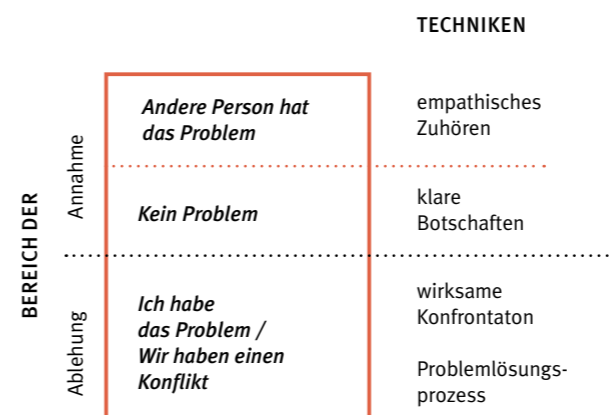 TECHNIKEN
Andere Person hat
das Problem
empathisches
Zuhören
BEREICH DER
Annahme
Kein Problem
klare
Botschaften
Ablehung
Ich habe
das Problem /
Wir haben einen
Konflikt
wirksame
Konfrontaton
Problemlösungs-
prozess